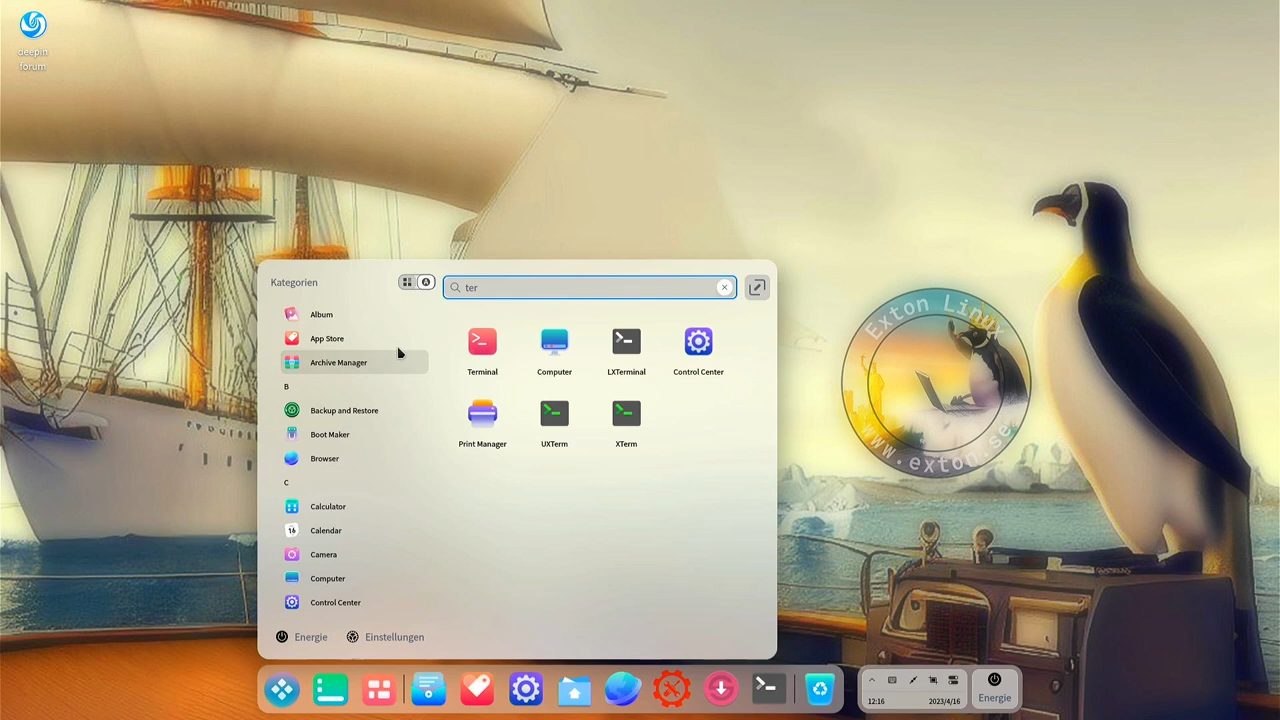 deepin
forum
Kategorien
ter
Album
App Store
Archive Manager
B
Backup and Restore
Boot Maker
Browser
C
Calculator
16
Calendar
Camera
Computer
Control Center
Terminal
Computer
LXTerminal
Control Center
Print Manager
UXTerm
XTerm
Energie
Einstellungen
Exton Linux
www.exton.se
12:16
2023/4/16
Energie